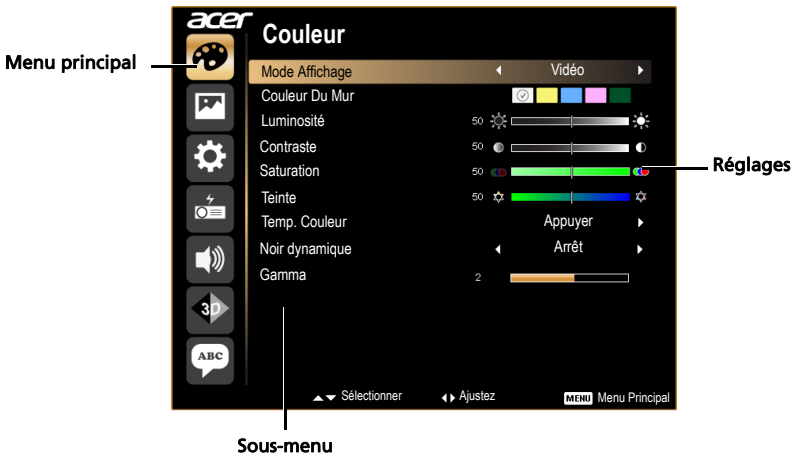 acer
Couleur
Menu principal
Mode Affichage Vidéo
Couleur Du Mur
Luminosité 50
Contraste 50
Saturation 50
Réglages
Teinte 50
Temp. Couleur Appuyer
Noir dynamique Arrêt
Gamma 2
3D
ABC
Sélectionner Ajustez MENU Menu Principal
Sous-menu